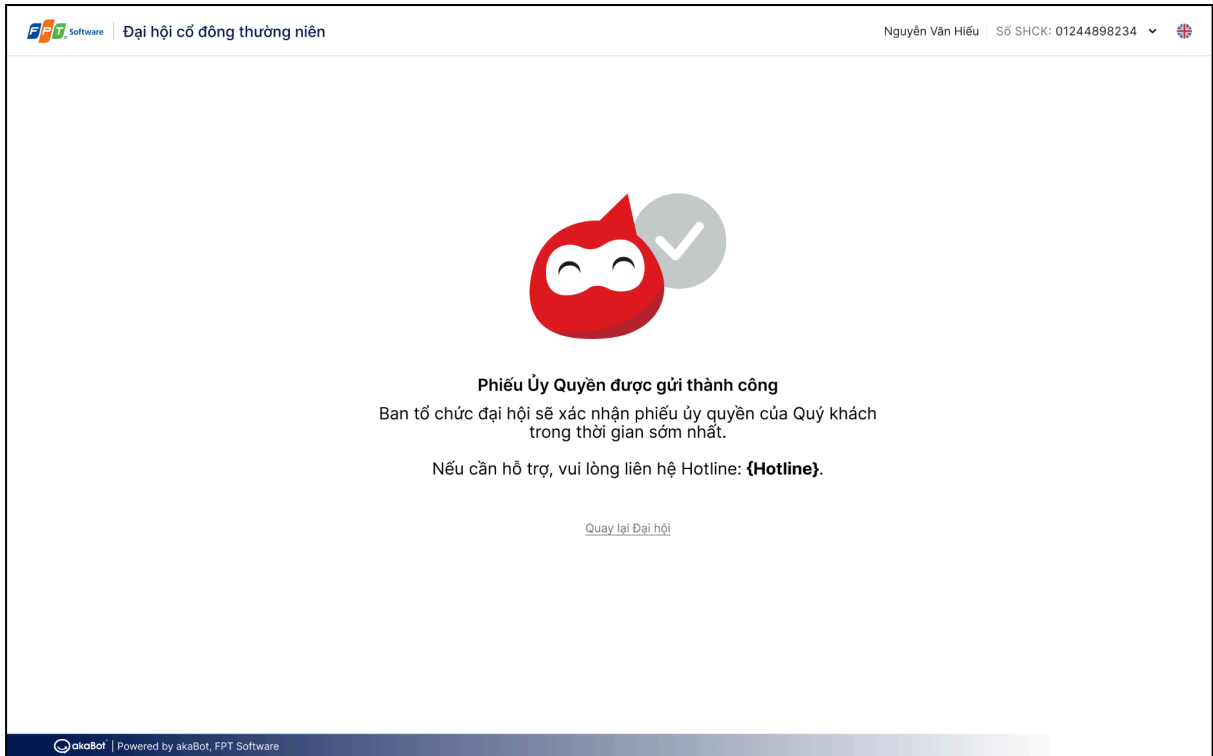 FPT Software Đại hội cổ đông thường niên
Nguyễn Văn Hiếu Số SHCK: 01244898234
Phiếu Ủy Quyền được gửi thành công
Ban tổ chức đại hội sẽ xác nhận phiếu ủy quyền của Quý khách
trong thời gian sớm nhất.
Nếu cần hỗ trợ, vui lòng liên hệ Hotline: {Hotline}.
Quay lại Đại hội
akaBot | Powered by akaBot, FPT Software